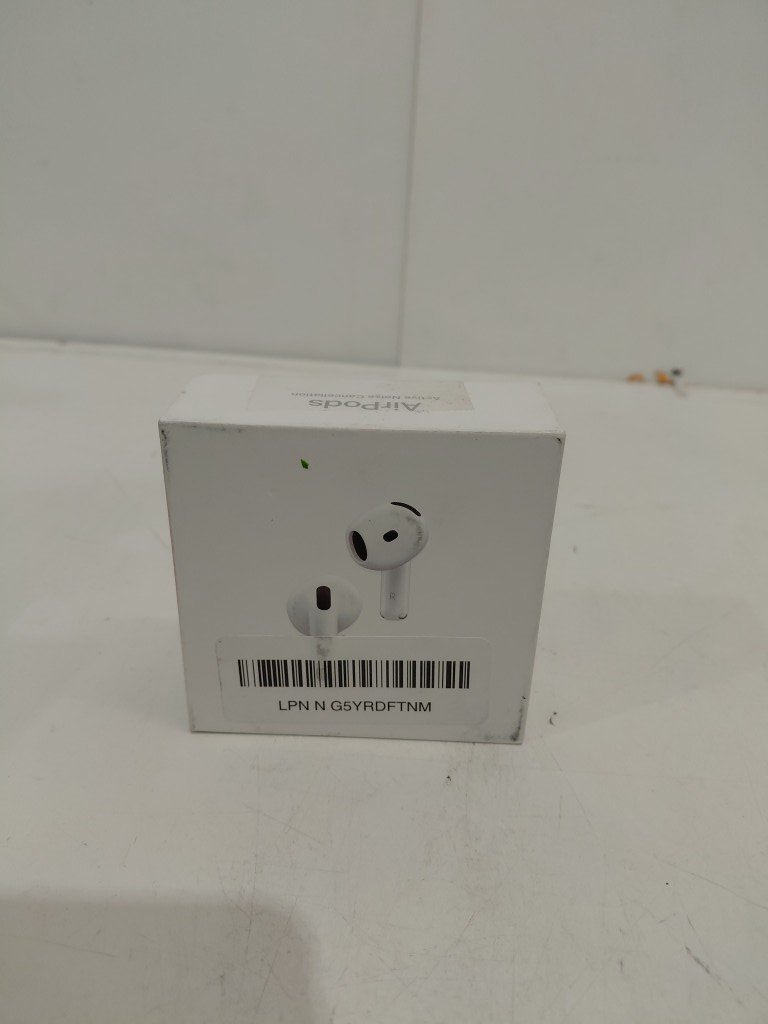 AirPods
Active Noise Cancellation
R
LPN N G5YRDFTNM